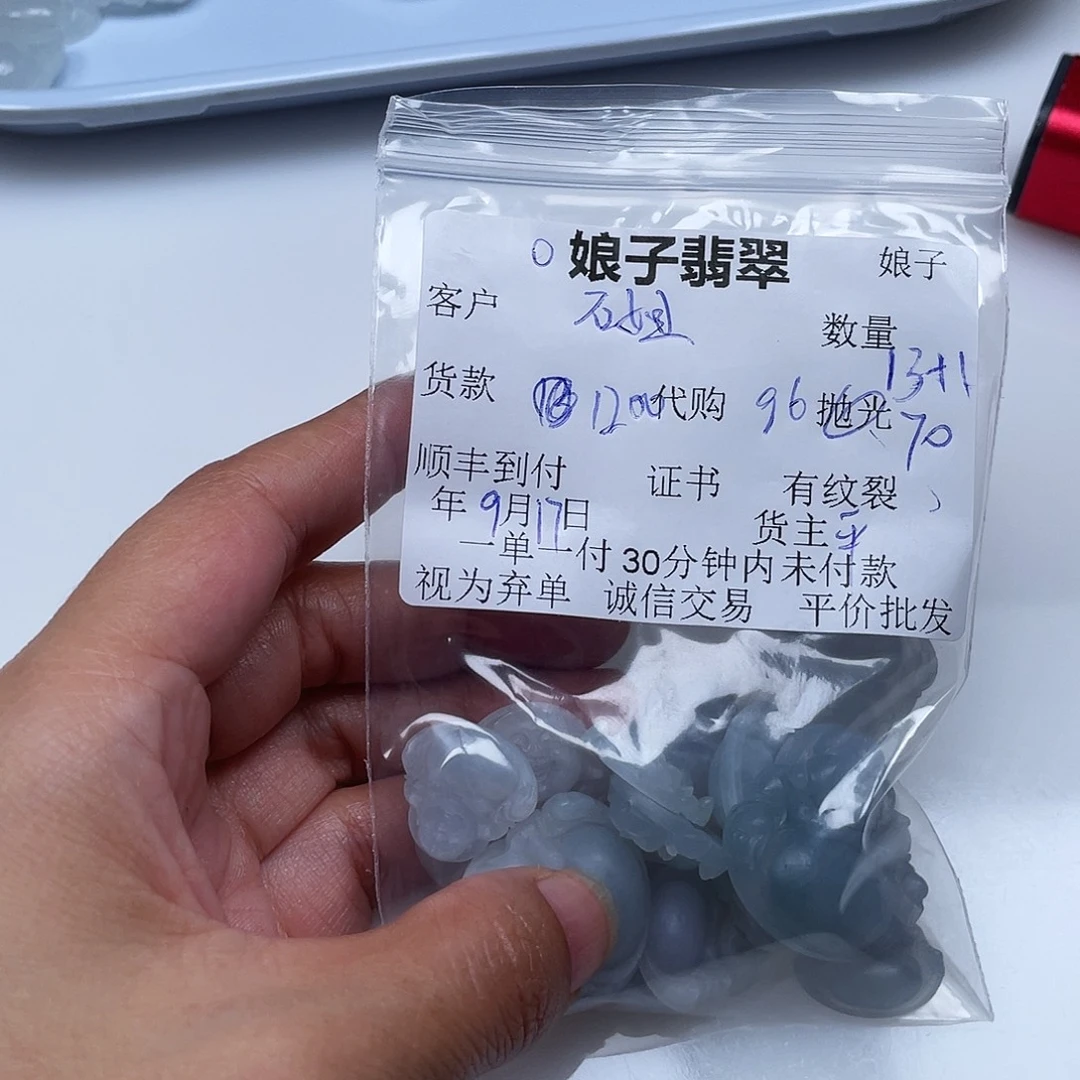 娘子翡翠 娘子
客户 石姐 数量 13+1
货款 1200 代购 96 抛光 70
顺丰到付 证书 有纹裂
年9月17日 货主
一单一付 30分钟内未付款
视为弃单 诚信交易 平价批发